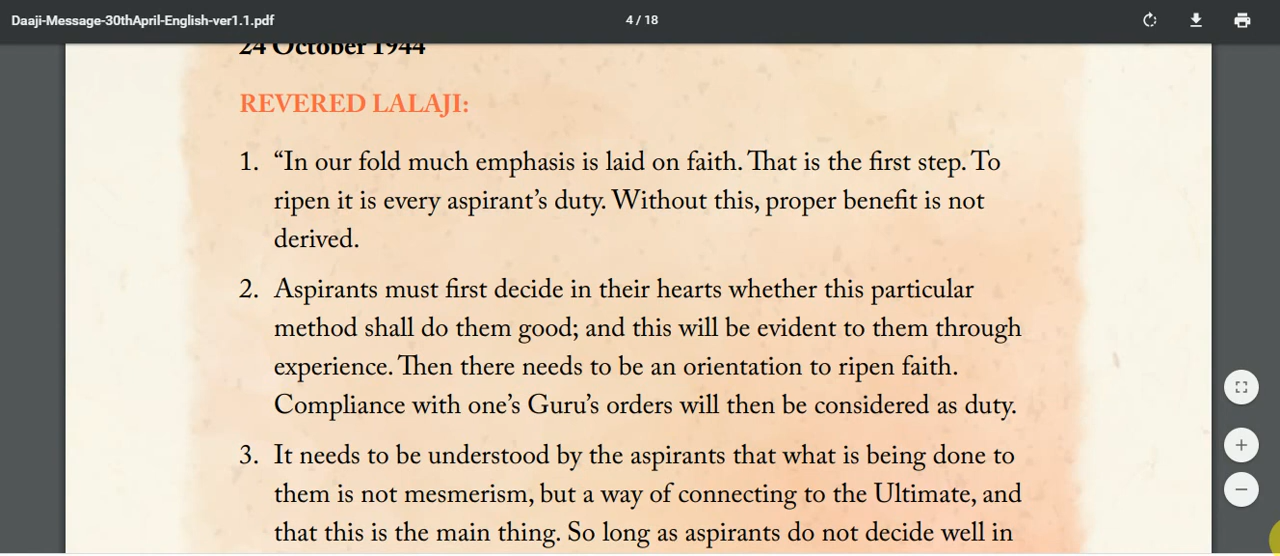 Daaji-Message-30thApril-English-ver1.1.pdf
4 / 18
24 October 1944
REVERED LALAJI:
1. “In our fold much emphasis is laid on faith. That is the first step. To
ripen it is every aspirant’s duty. Without this, proper benefit is not
derived.
2. Aspirants must first decide in their hearts whether this particular
method shall do them good; and this will be evident to them through
experience. Then there needs to be an orientation to ripen faith.
Compliance with one’s Guru’s orders will then be considered as duty.
3. It needs to be understood by the aspirants that what is being done to
them is not mesmerism, but a way of connecting to the Ultimate, and
that this is the main thing. So long as aspirants do not decide well in